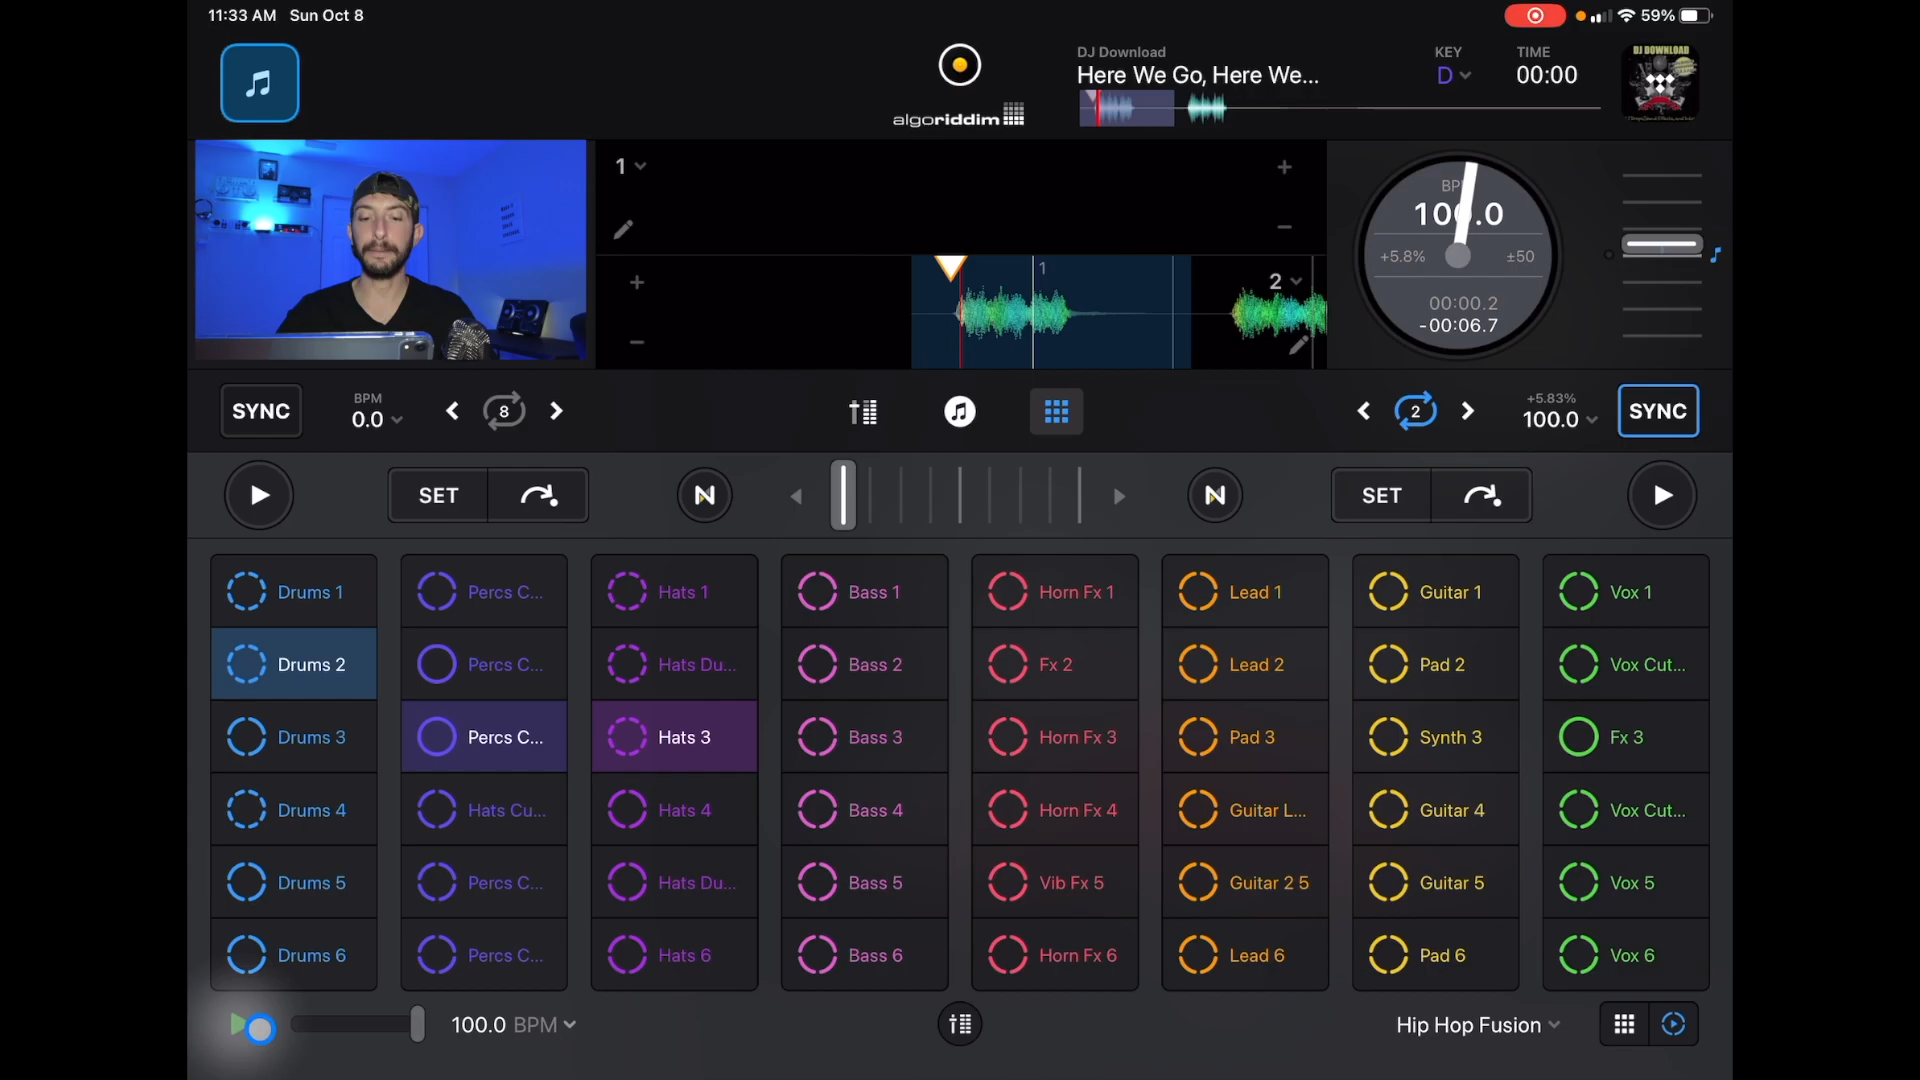 11:33 AM Sun Oct 8
59%
DJ Download
Here We Go, Here We...
KEY
D
TIME
00:00
DJ DOWNLOAD
algoriddim
1
1
2
BP
100.0
+5.8%
±50
00:00.2
-00:06.7
SYNC
BPM
0.0
8
2
+5.83%
100.0
SYNC
SET
SET
Drums 1
Percs C...
Hats 1
Bass 1
Horn Fx 1
Lead 1
Guitar 1
Vox 1
Drums 2
Percs C...
Hats Du...
Bass 2
Fx 2
Lead 2
Pad 2
Vox Cut...
Drums 3
Percs C...
Hats 3
Bass 3
Horn Fx 3
Pad 3
Synth 3
Fx 3
Drums 4
Hats Cu...
Hats 4
Bass 4
Horn Fx 4
Guitar L...
Guitar 4
Vox Cut...
Drums 5
Percs C...
Hats Du...
Bass 5
Vib Fx 5
Guitar 2 5
Guitar 5
Vox 5
Drums 6
Percs C...
Hats 6
Bass 6
Horn Fx 6
Lead 6
Pad 6
Vox 6
100.0 BPM
Hip Hop Fusion